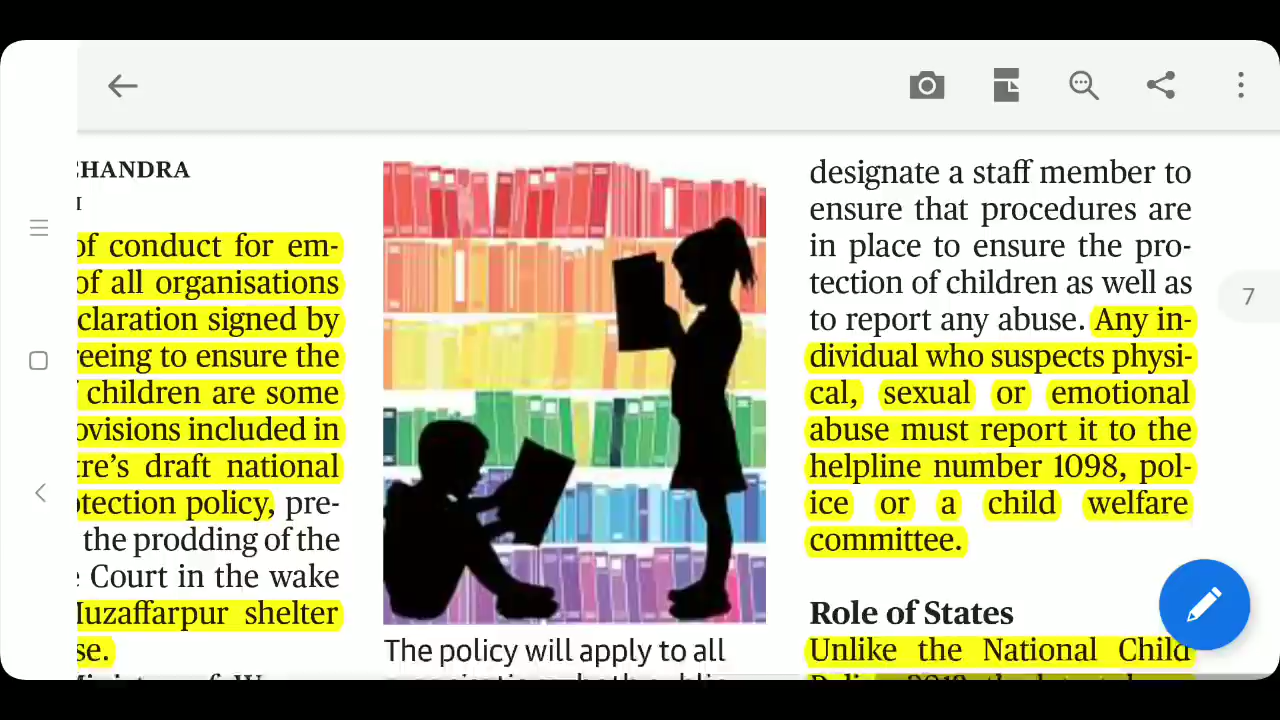 CHANDRA
of conduct for em-
of all organisations
claration signed by
reeing to ensure the
children are some
ovisions included in
tre's draft national
otection policy, pre-
the prodding of the
Court in the wake
Muzaffarpur shelter
se.
The policy will apply to all
designate a staff member to
ensure that procedures are
in place to ensure the pro-
tection of children as well as
to report any abuse. Any in-
dividual who suspects physi-
cal, sexual or emotional
abuse must report it to the
helpline number 1098, pol-
ice or a child welfare
committee.
Role of States
Unlike the National Child
7